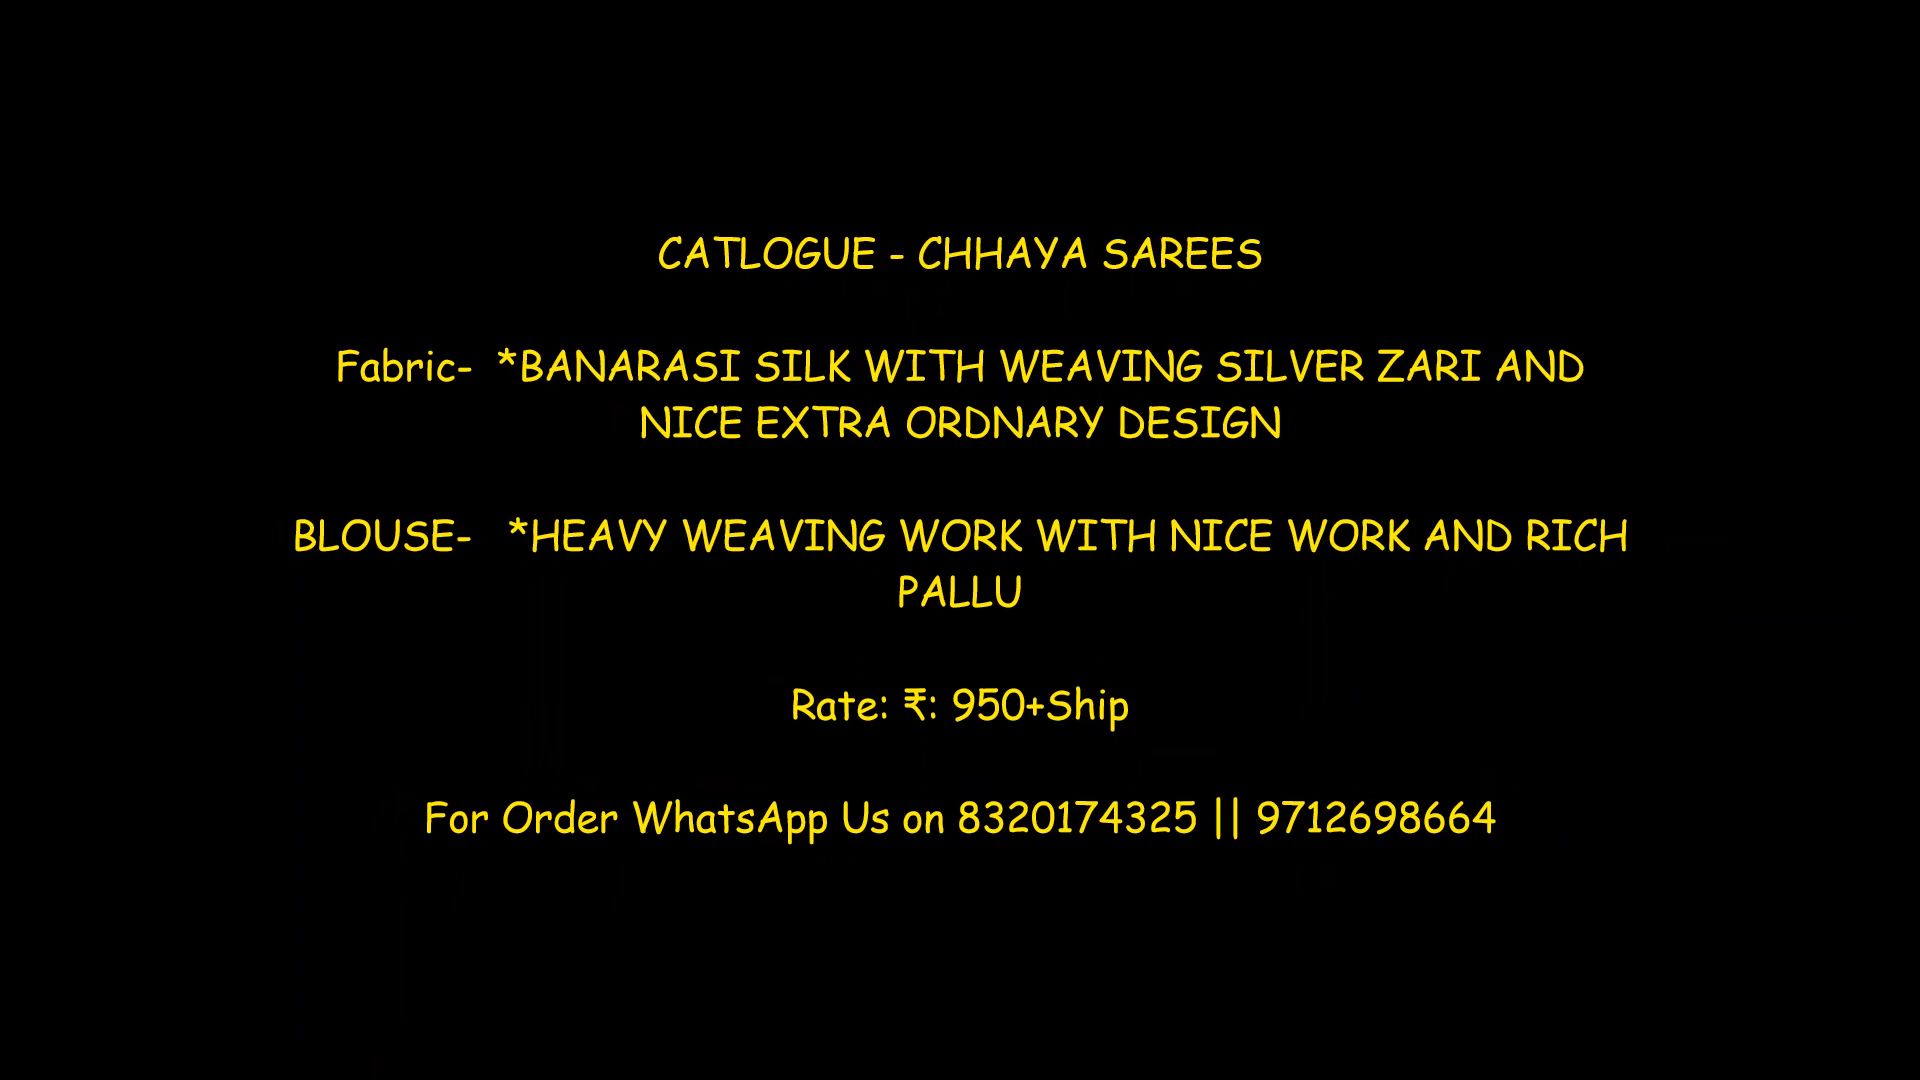 CATLOGUE - CHHAYA SAREES
Fabric-  *BANARASI SILK WITH WEAVING SILVER ZARI AND
NICE EXTRA ORDNARY DESIGN
BLOUSE-   *HEAVY WEAVING WORK WITH NICE WORK AND RICH
PALLU
Rate: ₹: 950+Ship
For Order WhatsApp Us on 8320174325 || 9712698664